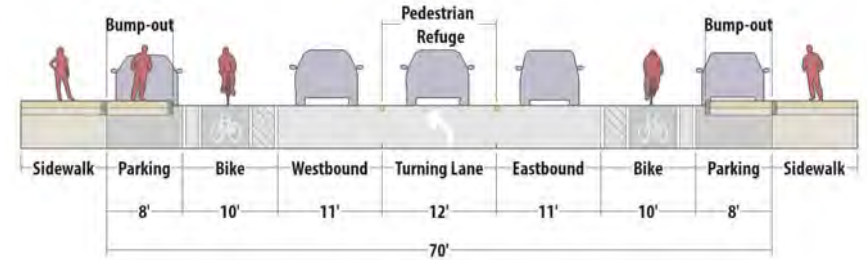 Pedestrian
Refuge
Bump-out
Bump-out
Sidewalk Parking Bike Westbound Turning Lane Eastbound Bike Parking Sidewalk
8' 10' 11' 12' 11' 10' 8'
70'